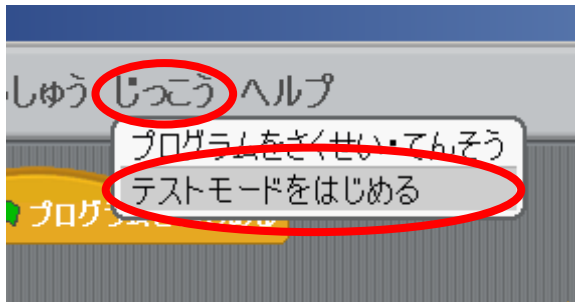 しゅう じっこう ヘルプ
プログラムをさくせい・てんそう
テストモードをはじめる
プログ